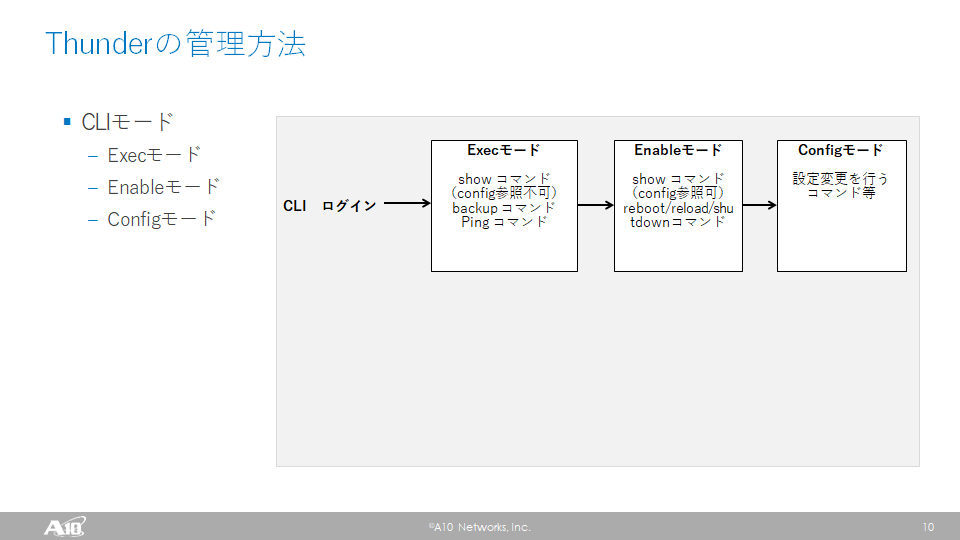 Thunderの管理方法
▪ CLIモード
– Execモード
– Enableモード
– Configモード
CLI　ログイン
Execモード
show コマンド
（config参照不可）
backup コマンド
Ping コマンド
Enableモード
show コマンド
（config参照可）
reboot/reload/shu
tdownコマンド
Configモード
設定変更を行う
コマンド等
A10
©A10 Networks, Inc.
10